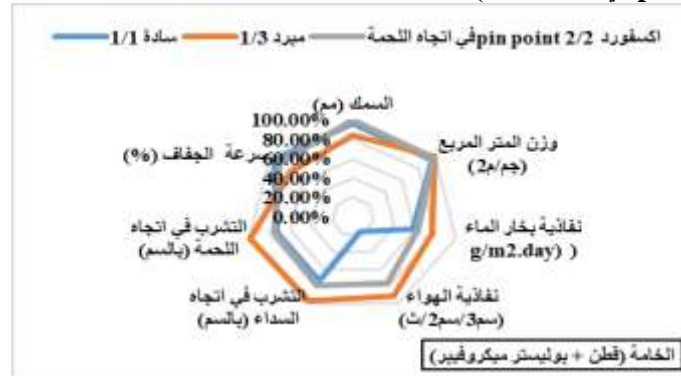 سادة 1/1 مبرد 1/3 اكسفورد pin point 2/2في اتجاه اللحمة
السمك (مم)
100.00%
80.00%
60.00%
40.00%
20.00%
0.00%
وزن المتر المربع
(جم/م2)
نفاذية بخار الماء
( (g/m2.day
نفاذية الهواء
(سم3/سم2/ث)
التشرب في اتجاه
السداء (بالسم)
التشرب في اتجاه
اللحمة (بالسم)
سرعة الجفاف (%)
الخامة (قطن + بوليستر ميكروفيبر)